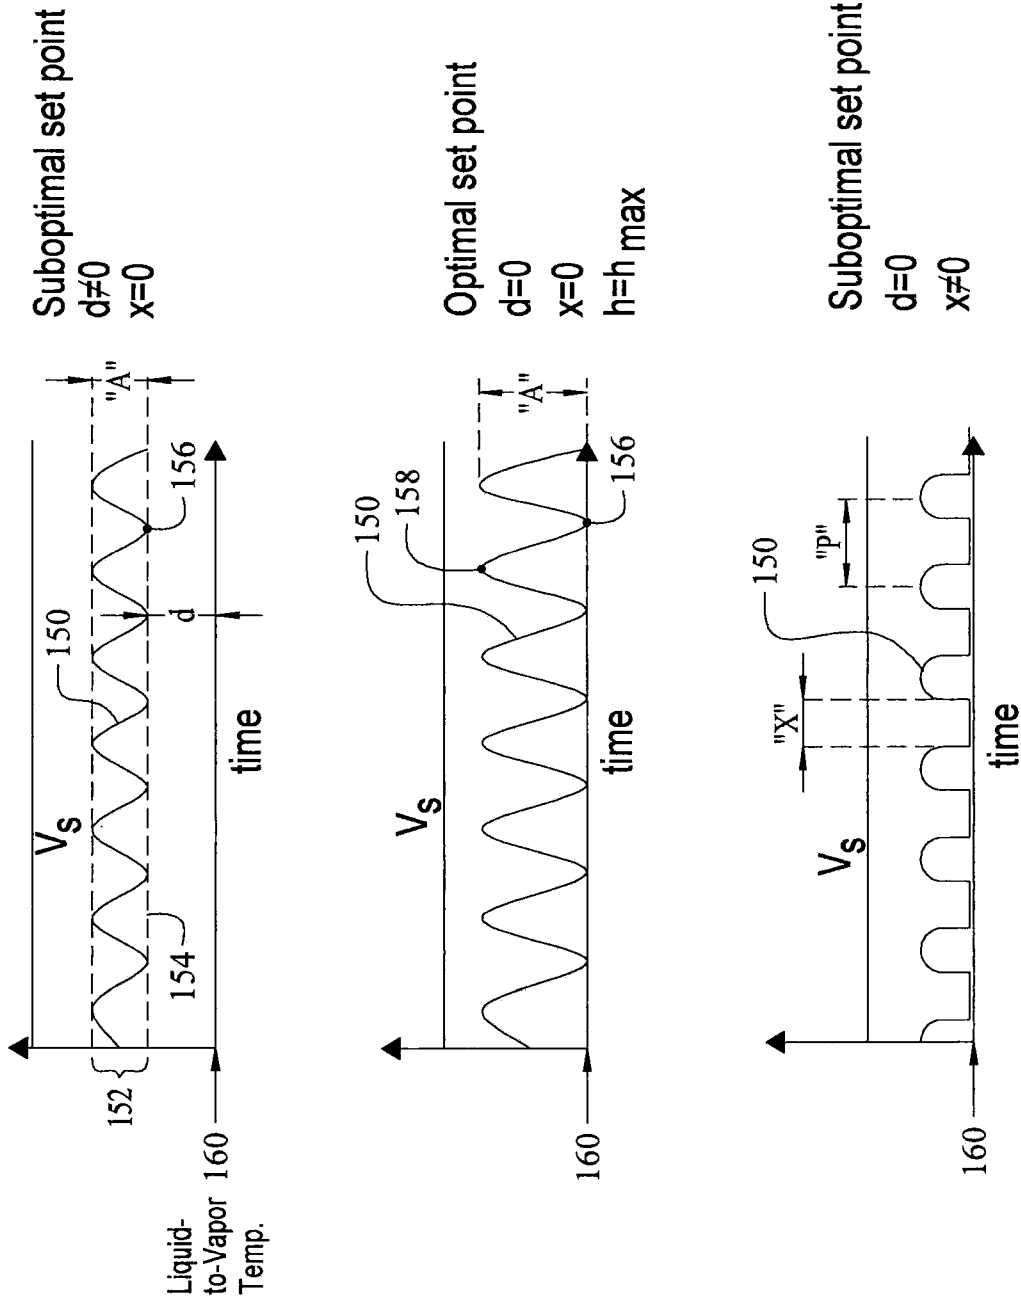 Suboptimal set point
d≠0
x=0
"A"
156
150
V_S
d
time
154
152
160
Liquid-
to-Vapor
Temp.
Optimal set point
d=0
x=0
h=h max
"A"
158
150
156
V_S
time
160
Suboptimal set point
d=0
x≠0
"P"
150
"X"
V_S
time
160